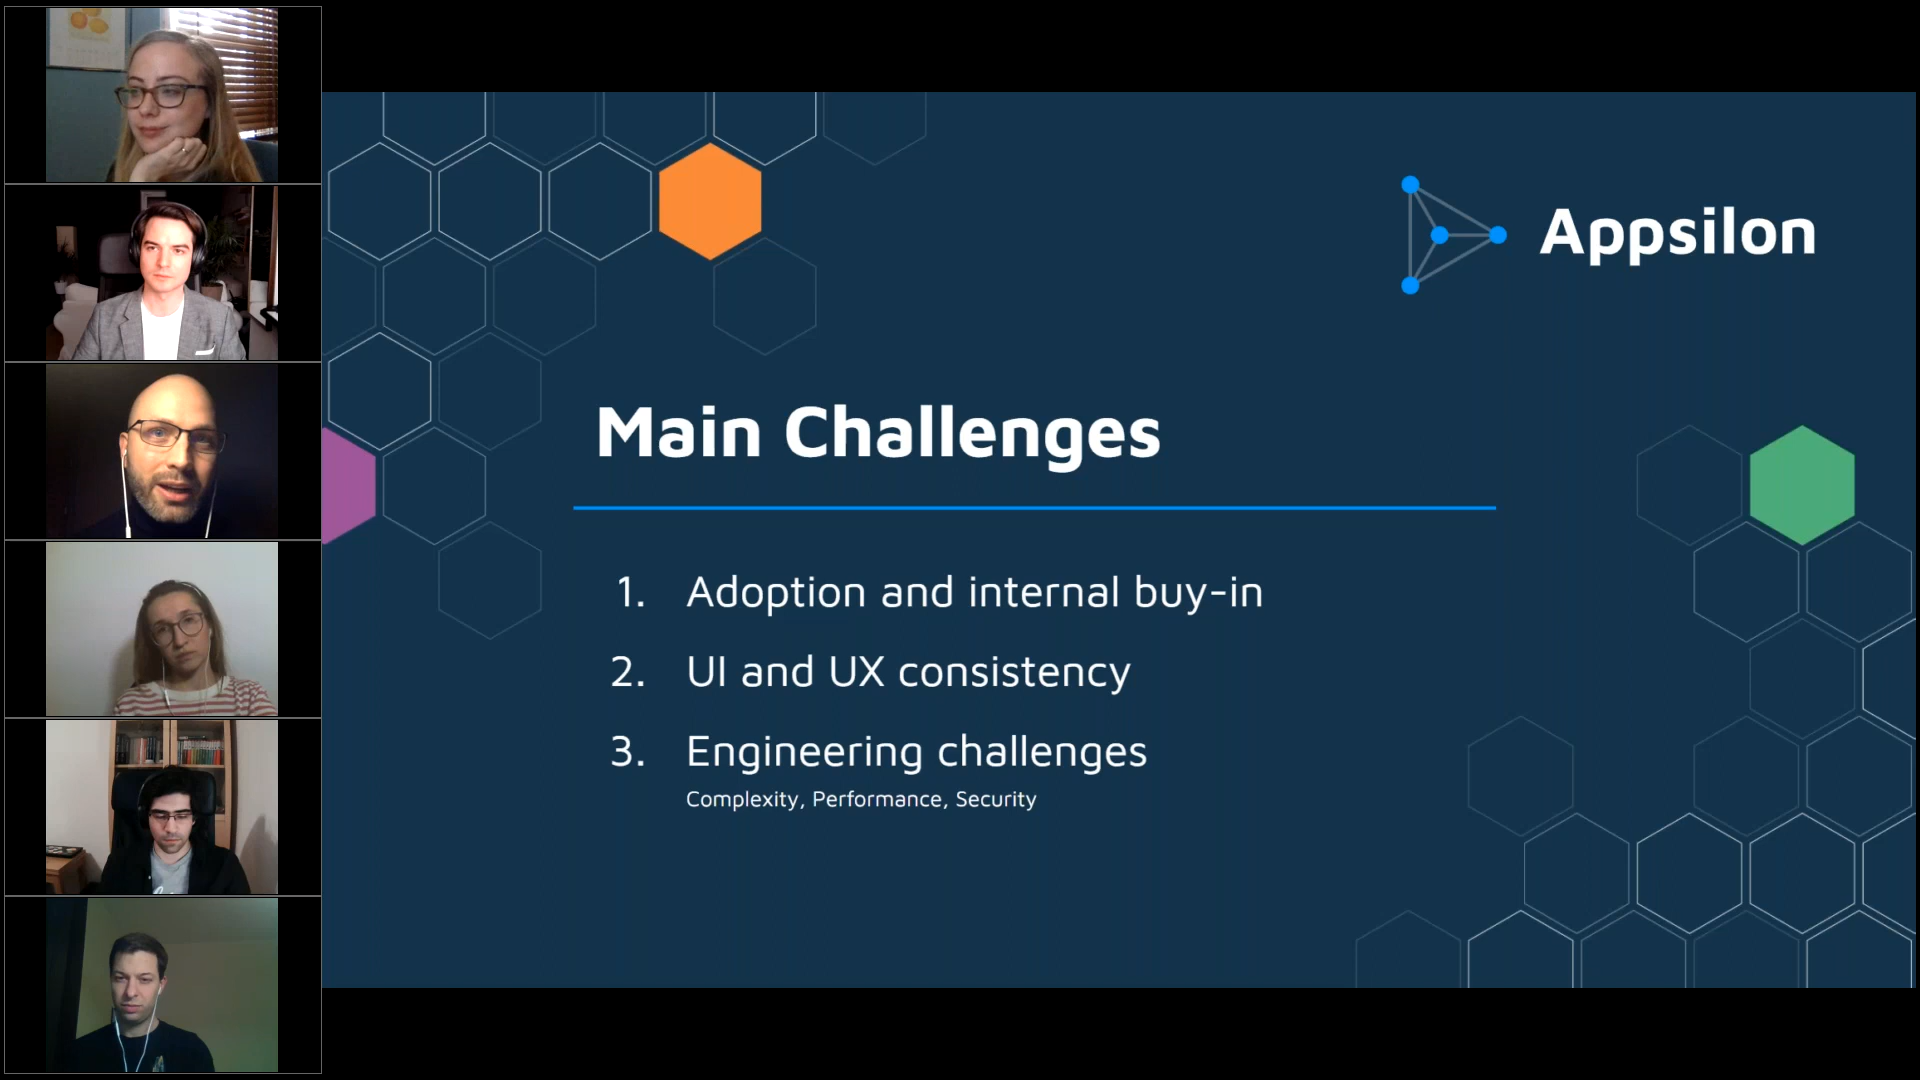 Appsilon
Main Challenges
1. Adoption and internal buy-in
2. UI and UX consistency
3. Engineering challenges
Complexity, Performance, Security